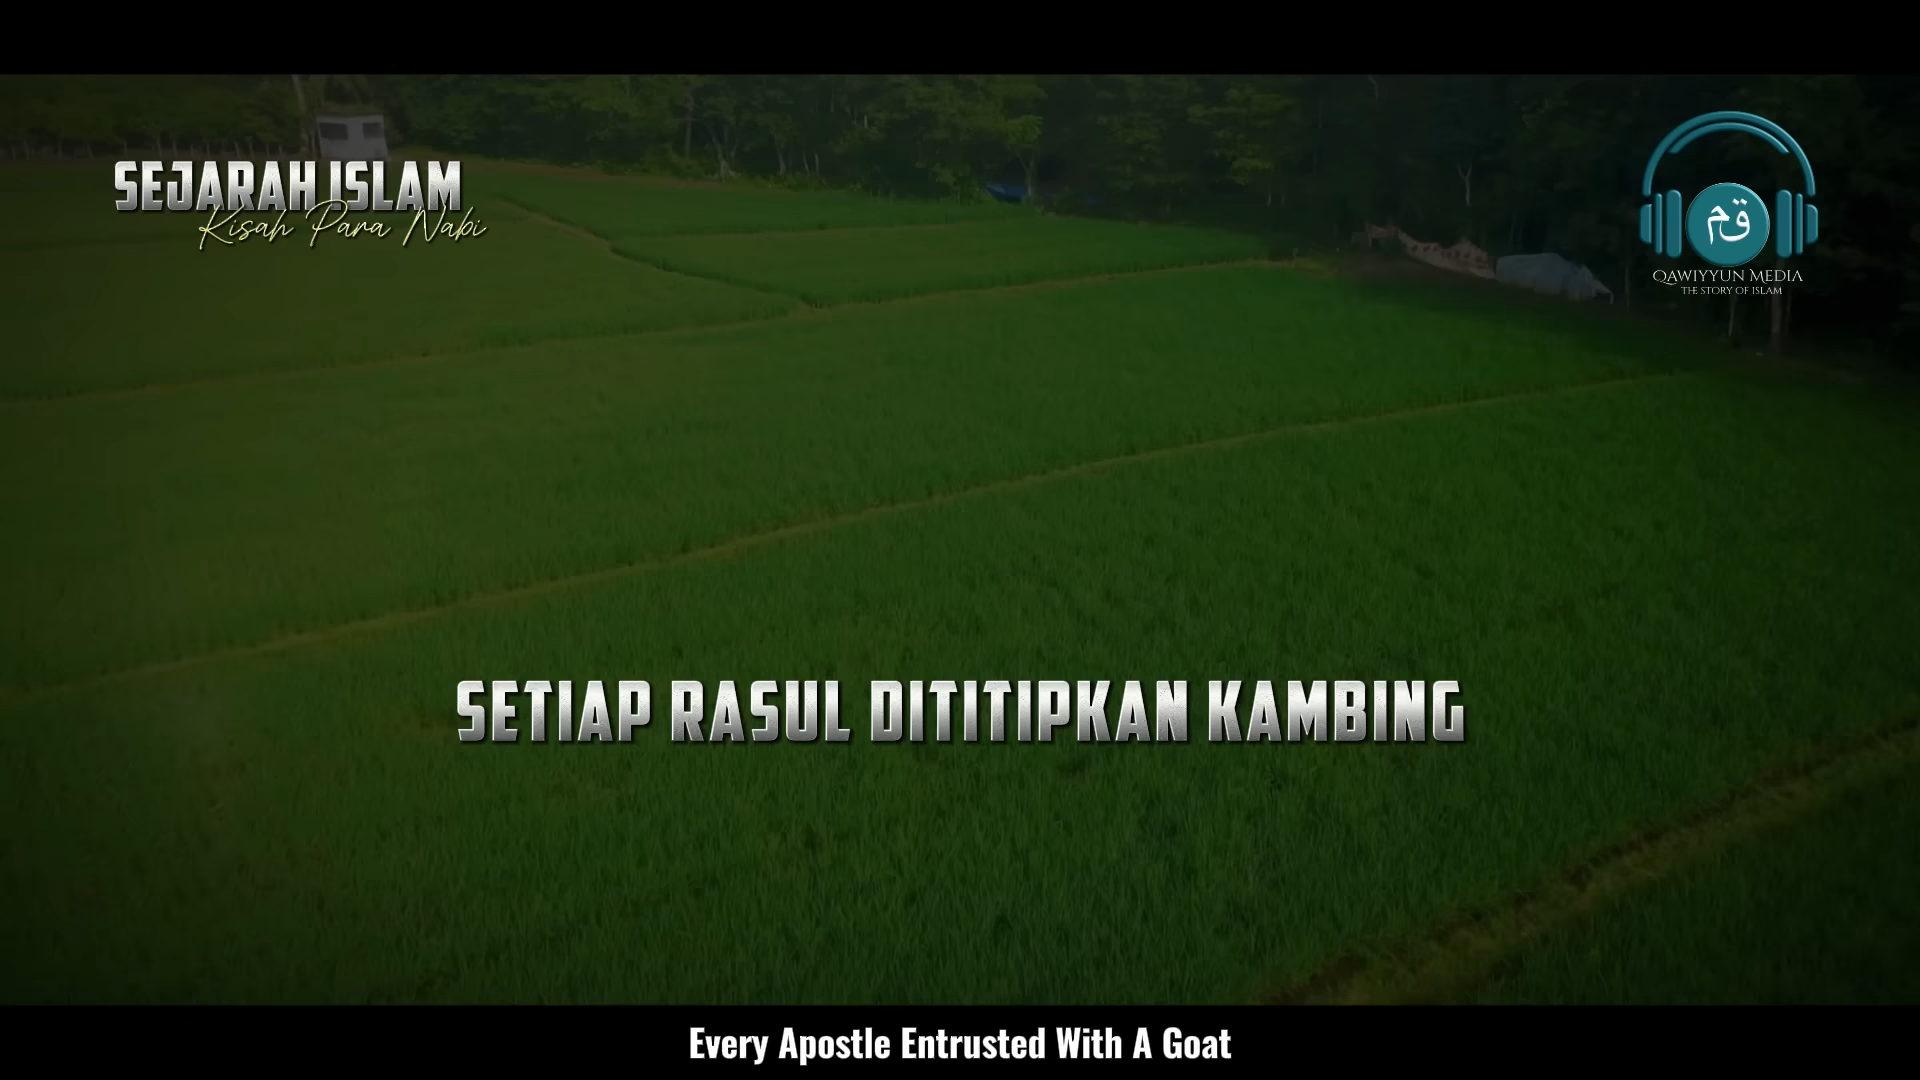 SEJARAH ISLAM
Kisah Para Nabi
قم
QAWIYYUN MEDIA
THE STORY OF ISLAM
SETIAP RASUL DITITIPKAN KAMBING
Every Apostle Entrusted With A Goat